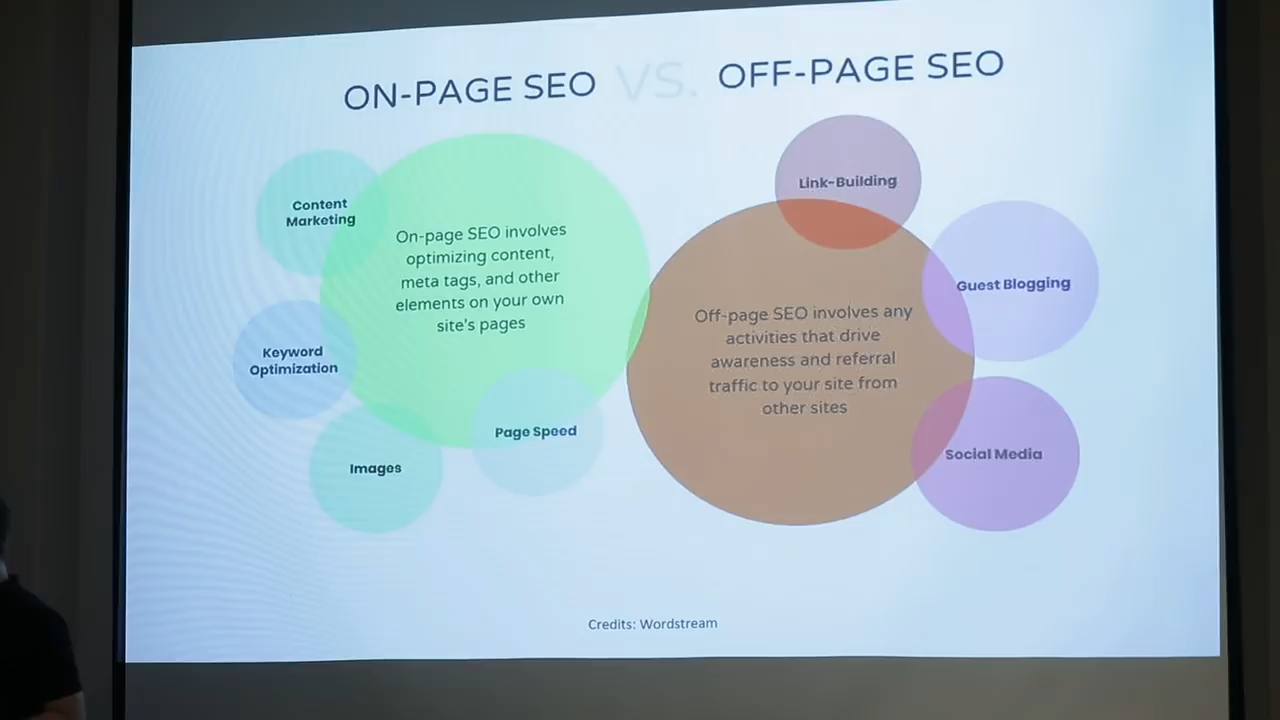 ON-PAGE SEO VS. OFF-PAGE SEO
Content
Marketing
On-page SEO involves
optimizing content,
meta tags, and other
elements on your own
site's pages
Keyword
Optimization
Images
Page Speed
Link-Building
Guest Blogging
Off-page SEO involves any
activities that drive
awareness and referral
traffic to your site from
other sites
Social Media
Credits: Wordstream